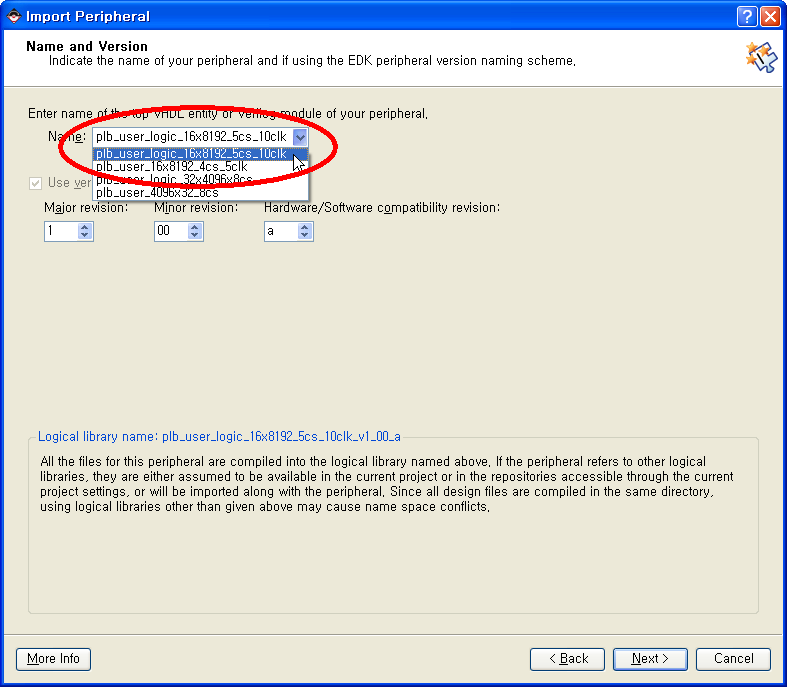 Import Peripheral
Name and Version
Indicate the name of your peripheral and if using the EDK peripheral version naming scheme.
Enter name of the top VHDL entity or Verilog module of your peripheral.
Name: plb_user_logic_16x8192_5cs_10clk
plb_user_logic_16x8192_5cs_10clk
plb_user_16x8192_4cs_5clk
plb_user_logic_32x4096x8cs
plb_user_4096x32_8cs
Use ver
Major revision: Minor revision: Hardware/Software compatibility revision:
1 00 a
Logical library name: plb_user_logic_16x8192_5cs_10clk_v1_00_a
All the files for this peripheral are compiled into the logical library named above. If the peripheral refers to other logical
libraries, they are either assumed to be available in the current project or in the repositories accessible through the current
project settings, or will be imported along with the peripheral. Since all design files are compiled in the same directory,
using logical libraries other than given above may cause name space conflicts.
More Info < Back Next > Cancel